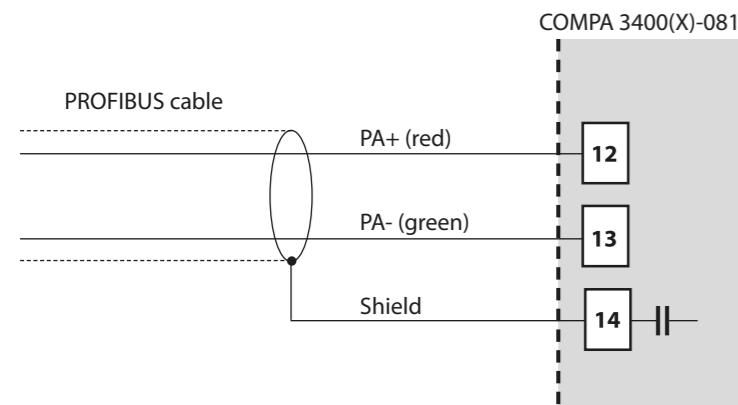 COMPA 3400(X)-081
PROFIBUS cable
PA+ (red)
12
PA- (green)
13
Shield
14